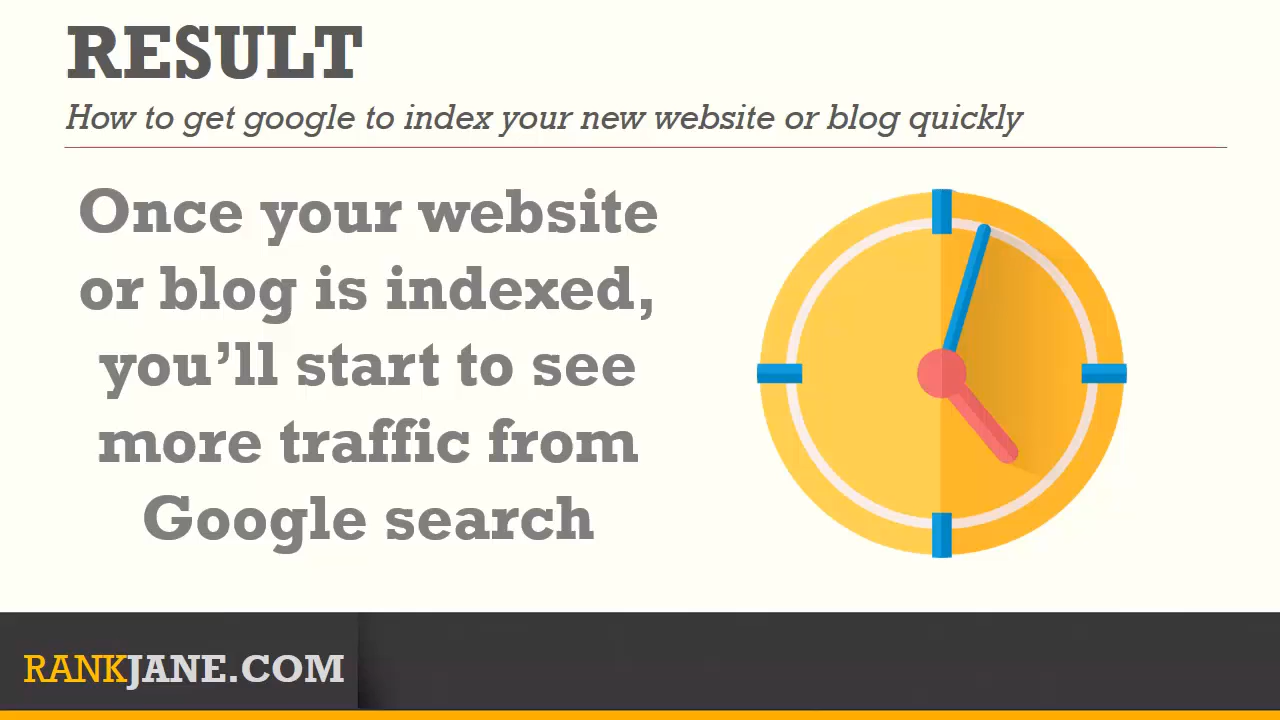 RESULT
How to get google to index your new website or blog quickly
Once your website
or blog is indexed,
you’ll start to see
more traffic from
Google search
RANKJANE.COM